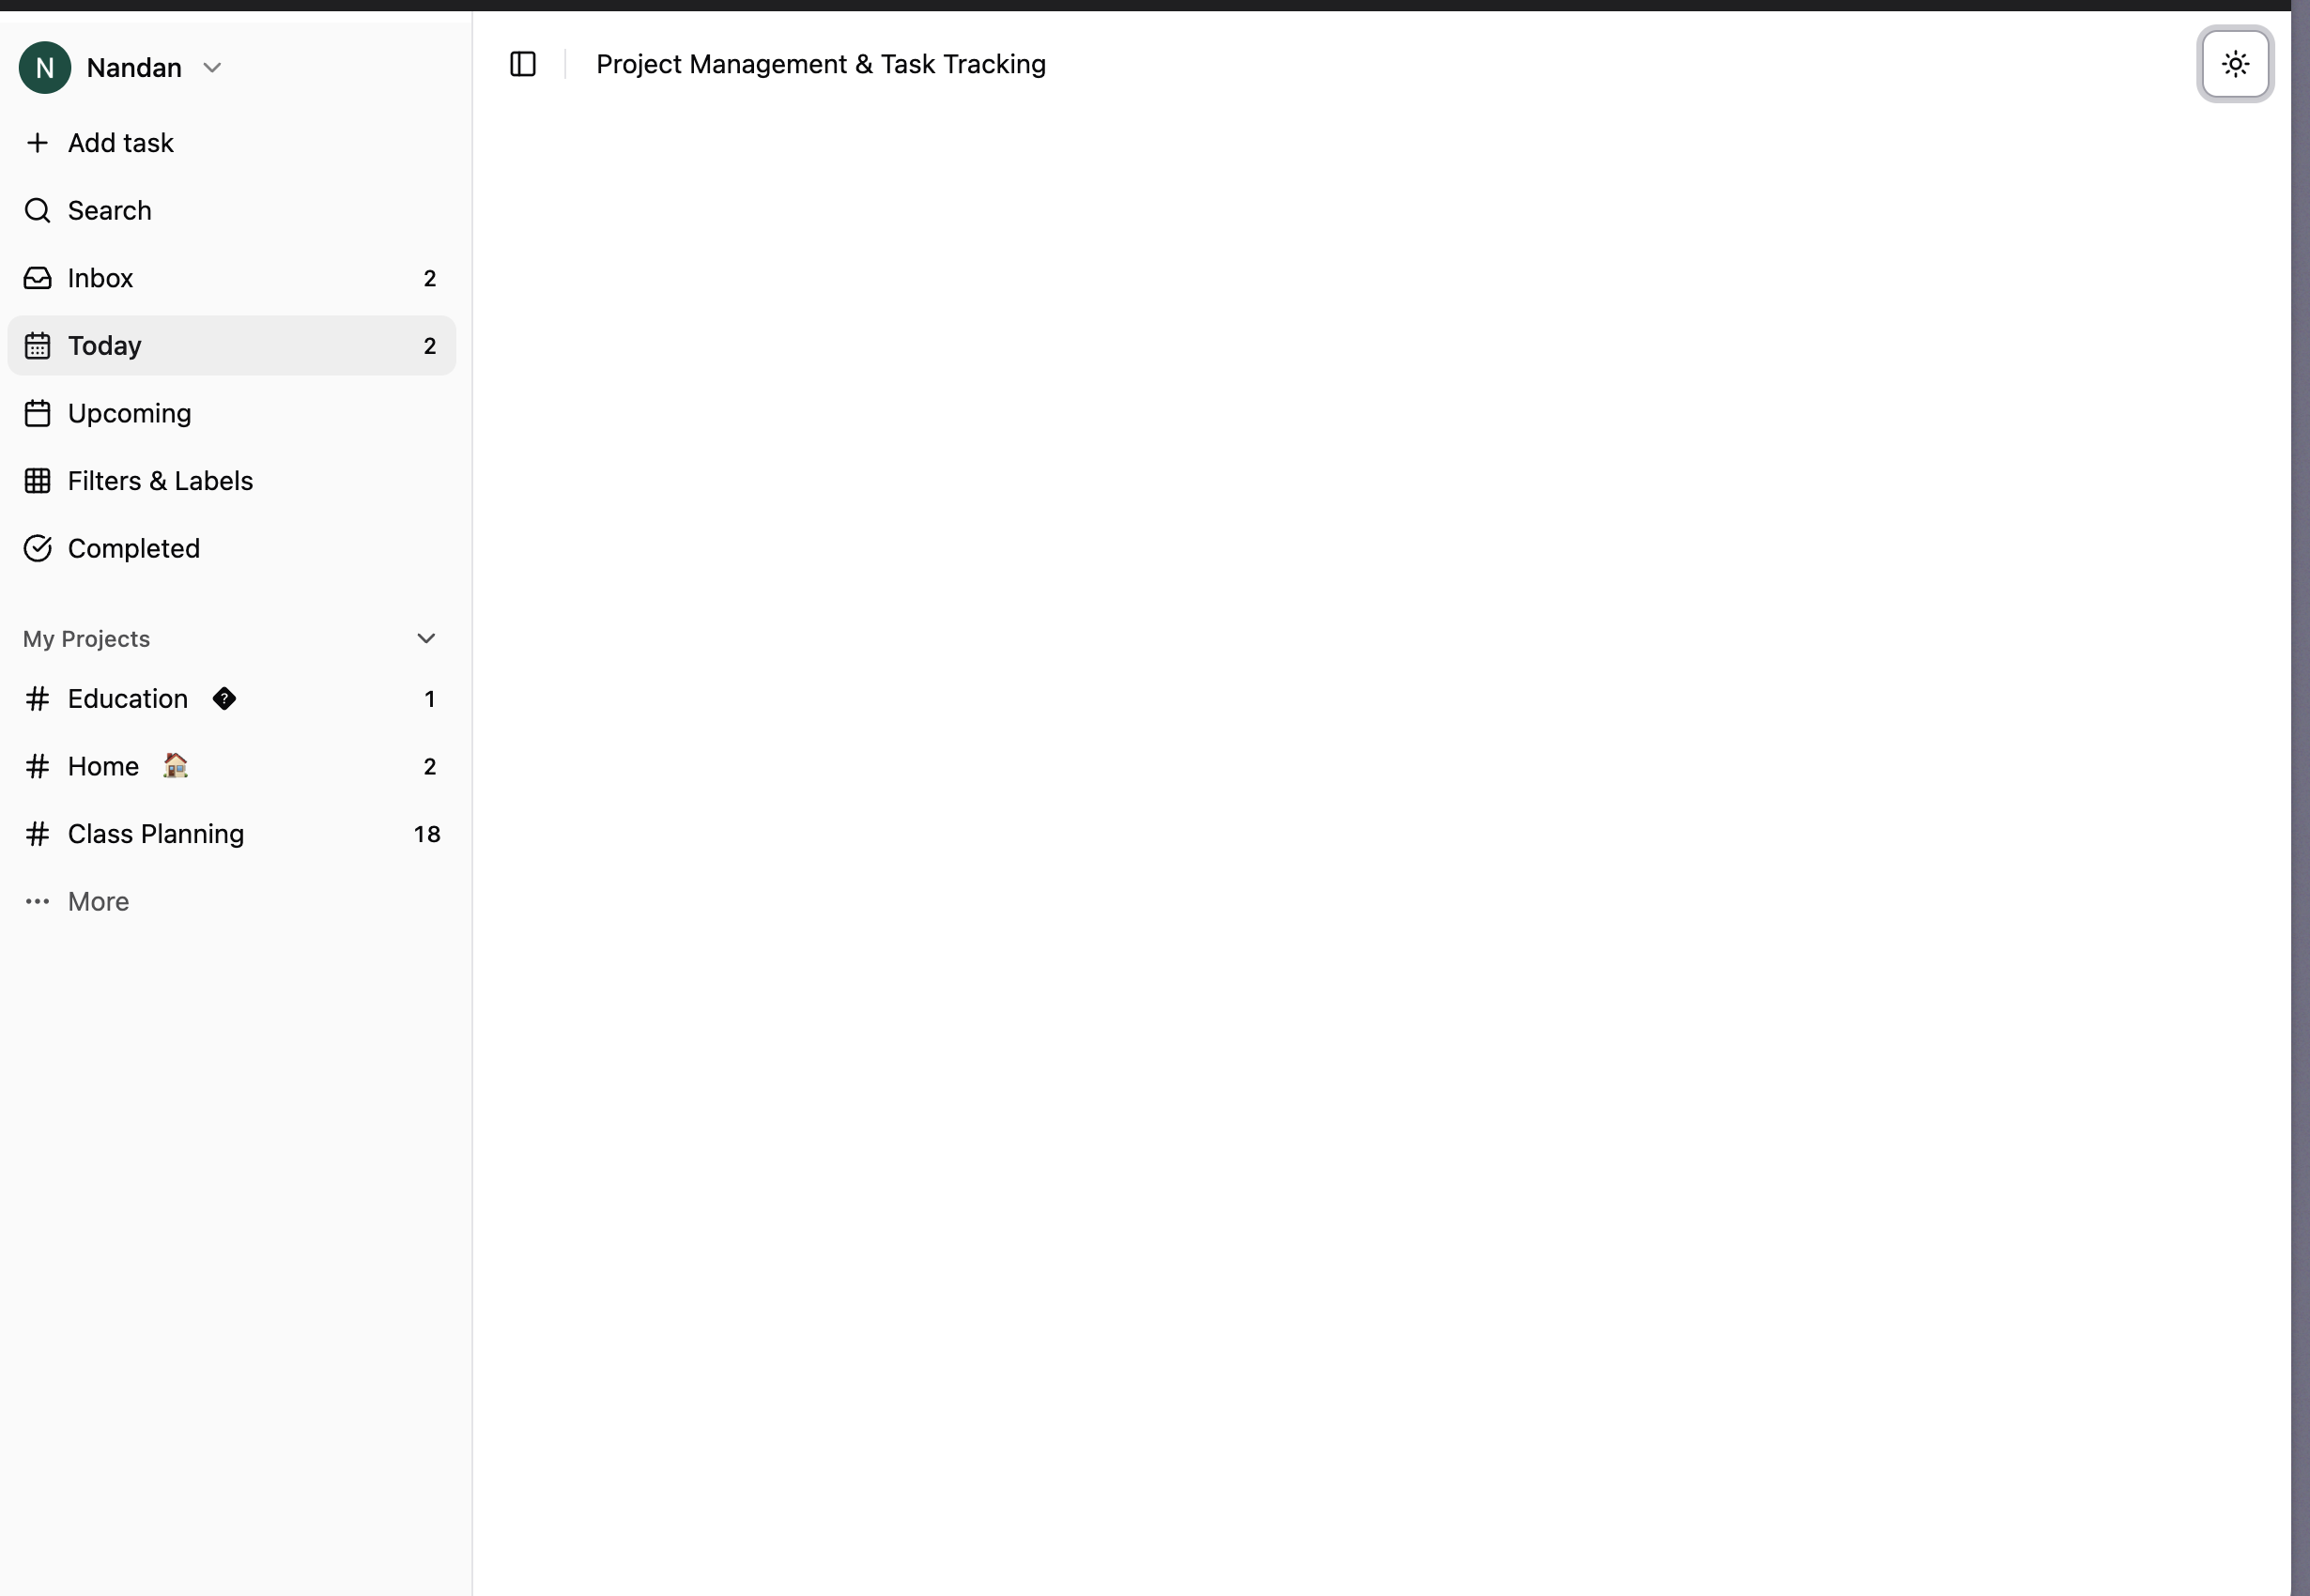 N Nandan
Add task
Search
Inbox 2
Today 2
Upcoming
Filters & Labels
Completed
My Projects
# Education ? 1
# Home 2
# Class Planning 18
More
Project Management & Task Tracking